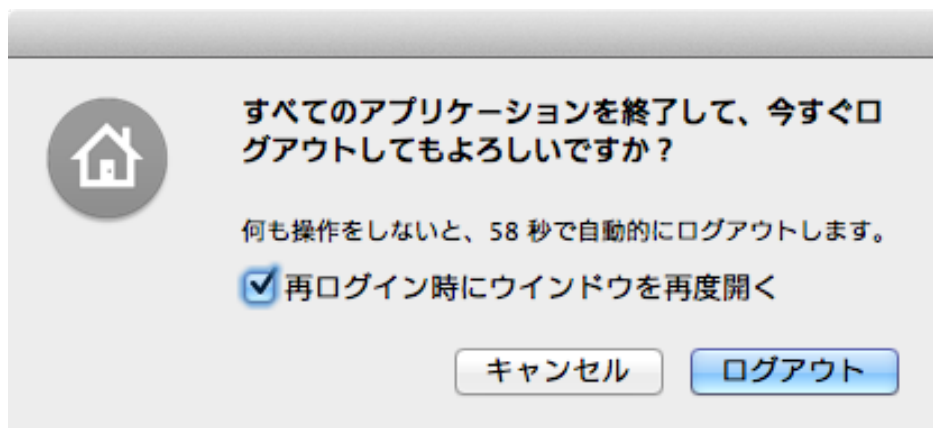 すべてのアプリケーションを終了して、今すぐロ
グアウトしてもよろしいですか？
何も操作をしないと、58 秒で自動的にログアウトします。
再ログイン時にウインドウを再度開く
キャンセル
ログアウト